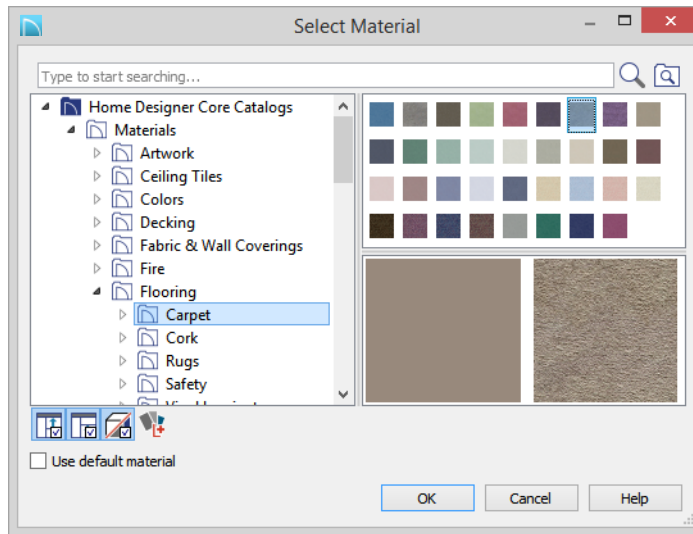 Select Material
Type to start searching...
Home Designer Core Catalogs
Materials
Artwork
Ceiling Tiles
Colors
Decking
Fabric & Wall Coverings
Fire
Flooring
Carpet
Cork
Rugs
Safety
Use default material
OK
Cancel
Help